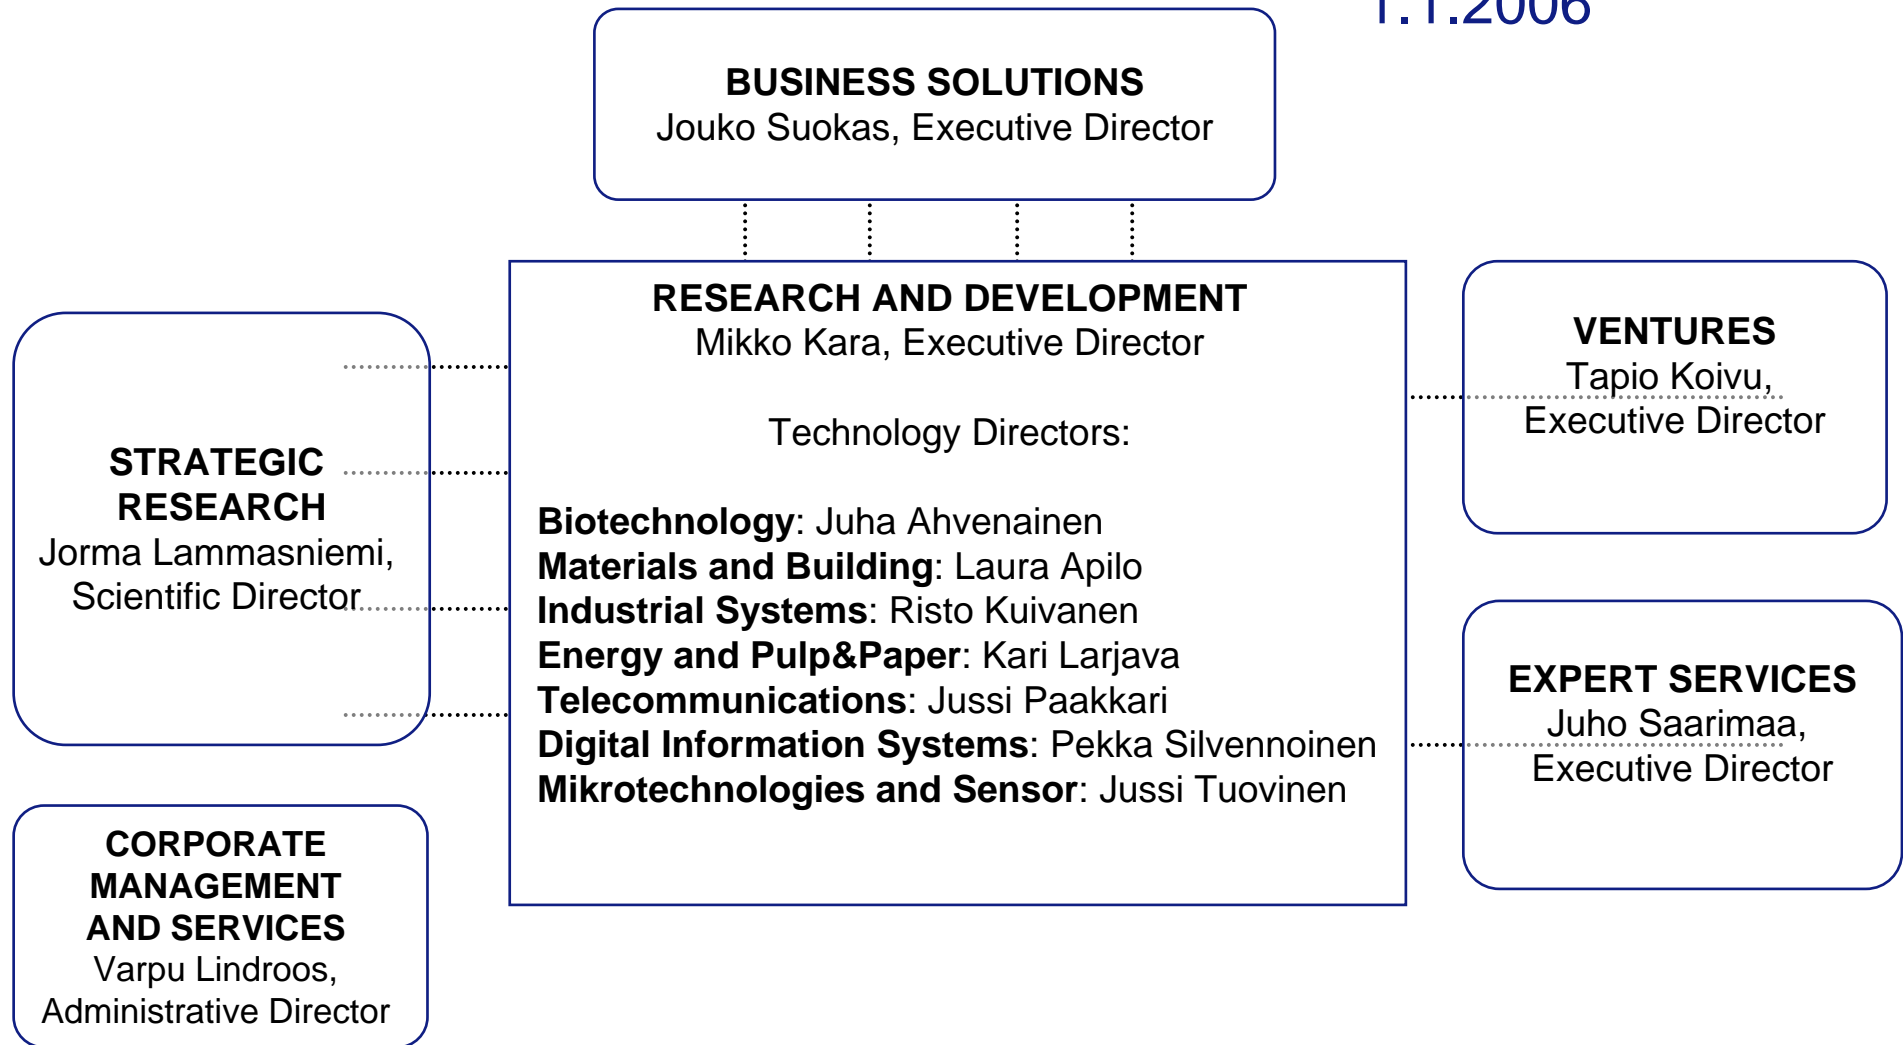 1.1.2006
BUSINESS SOLUTIONS
Jouko Suokas, Executive Director
RESEARCH AND DEVELOPMENT
Mikko Kara, Executive Director
Technology Directors:
Biotechnology: Juha Ahvenainen
Materials and Building: Laura Apilo
Industrial Systems: Risto Kuivanen
Energy and Pulp&Paper: Kari Larjava
Telecommunications: Jussi Paakkari
Digital Information Systems: Pekka Silvennoinen
Mikrotechnologies and Sensor: Jussi Tuovinen
STRATEGIC
RESEARCH
Jorma Lammasniemi,
Scientific Director
CORPORATE
MANAGEMENT
AND SERVICES
Varpu Lindroos,
Administrative Director
VENTURES
Tapio Koivu,
Executive Director
EXPERT SERVICES
Juho Saarimaa,
Executive Director